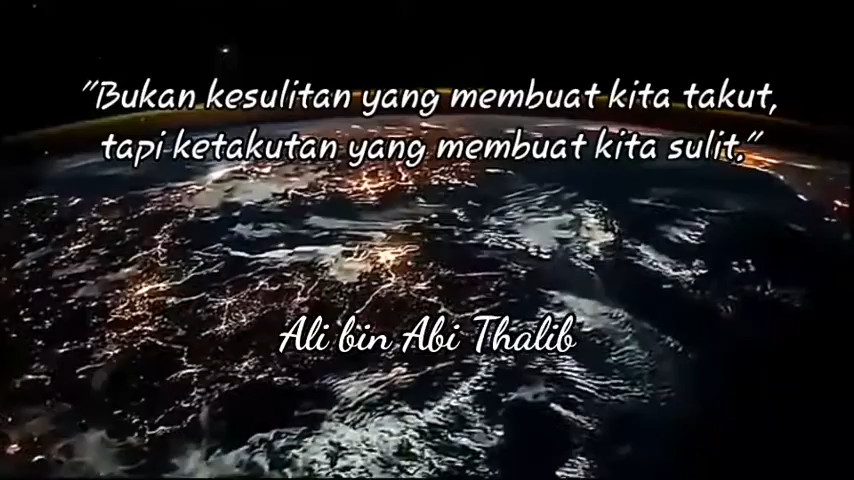 "Bukan kesulitan yang membuat kita takut,
tapi ketakutan yang membuat kita sulit."
Ali bin Abi Thalib